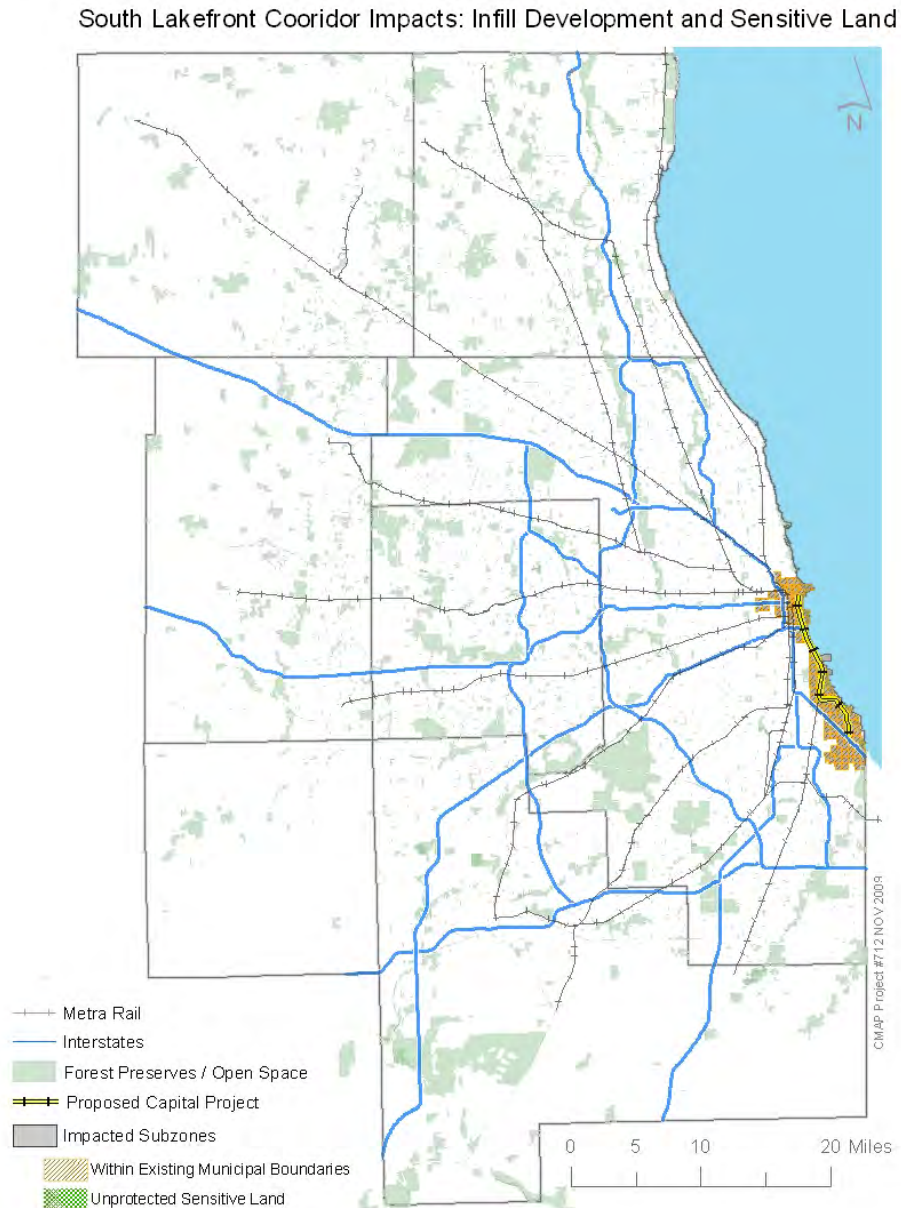 South Lakefront Cooridor Impacts: Infill Development and Sensitive Land
N
CMAP Project #712 NOV 2009
Metra Rail
Interstates
Forest Preserves / Open Space
Proposed Capital Project
Impacted Subzones
Within Existing Municipal Boundaries
Unprotected Sensitive Land
0 5 10 20 Miles